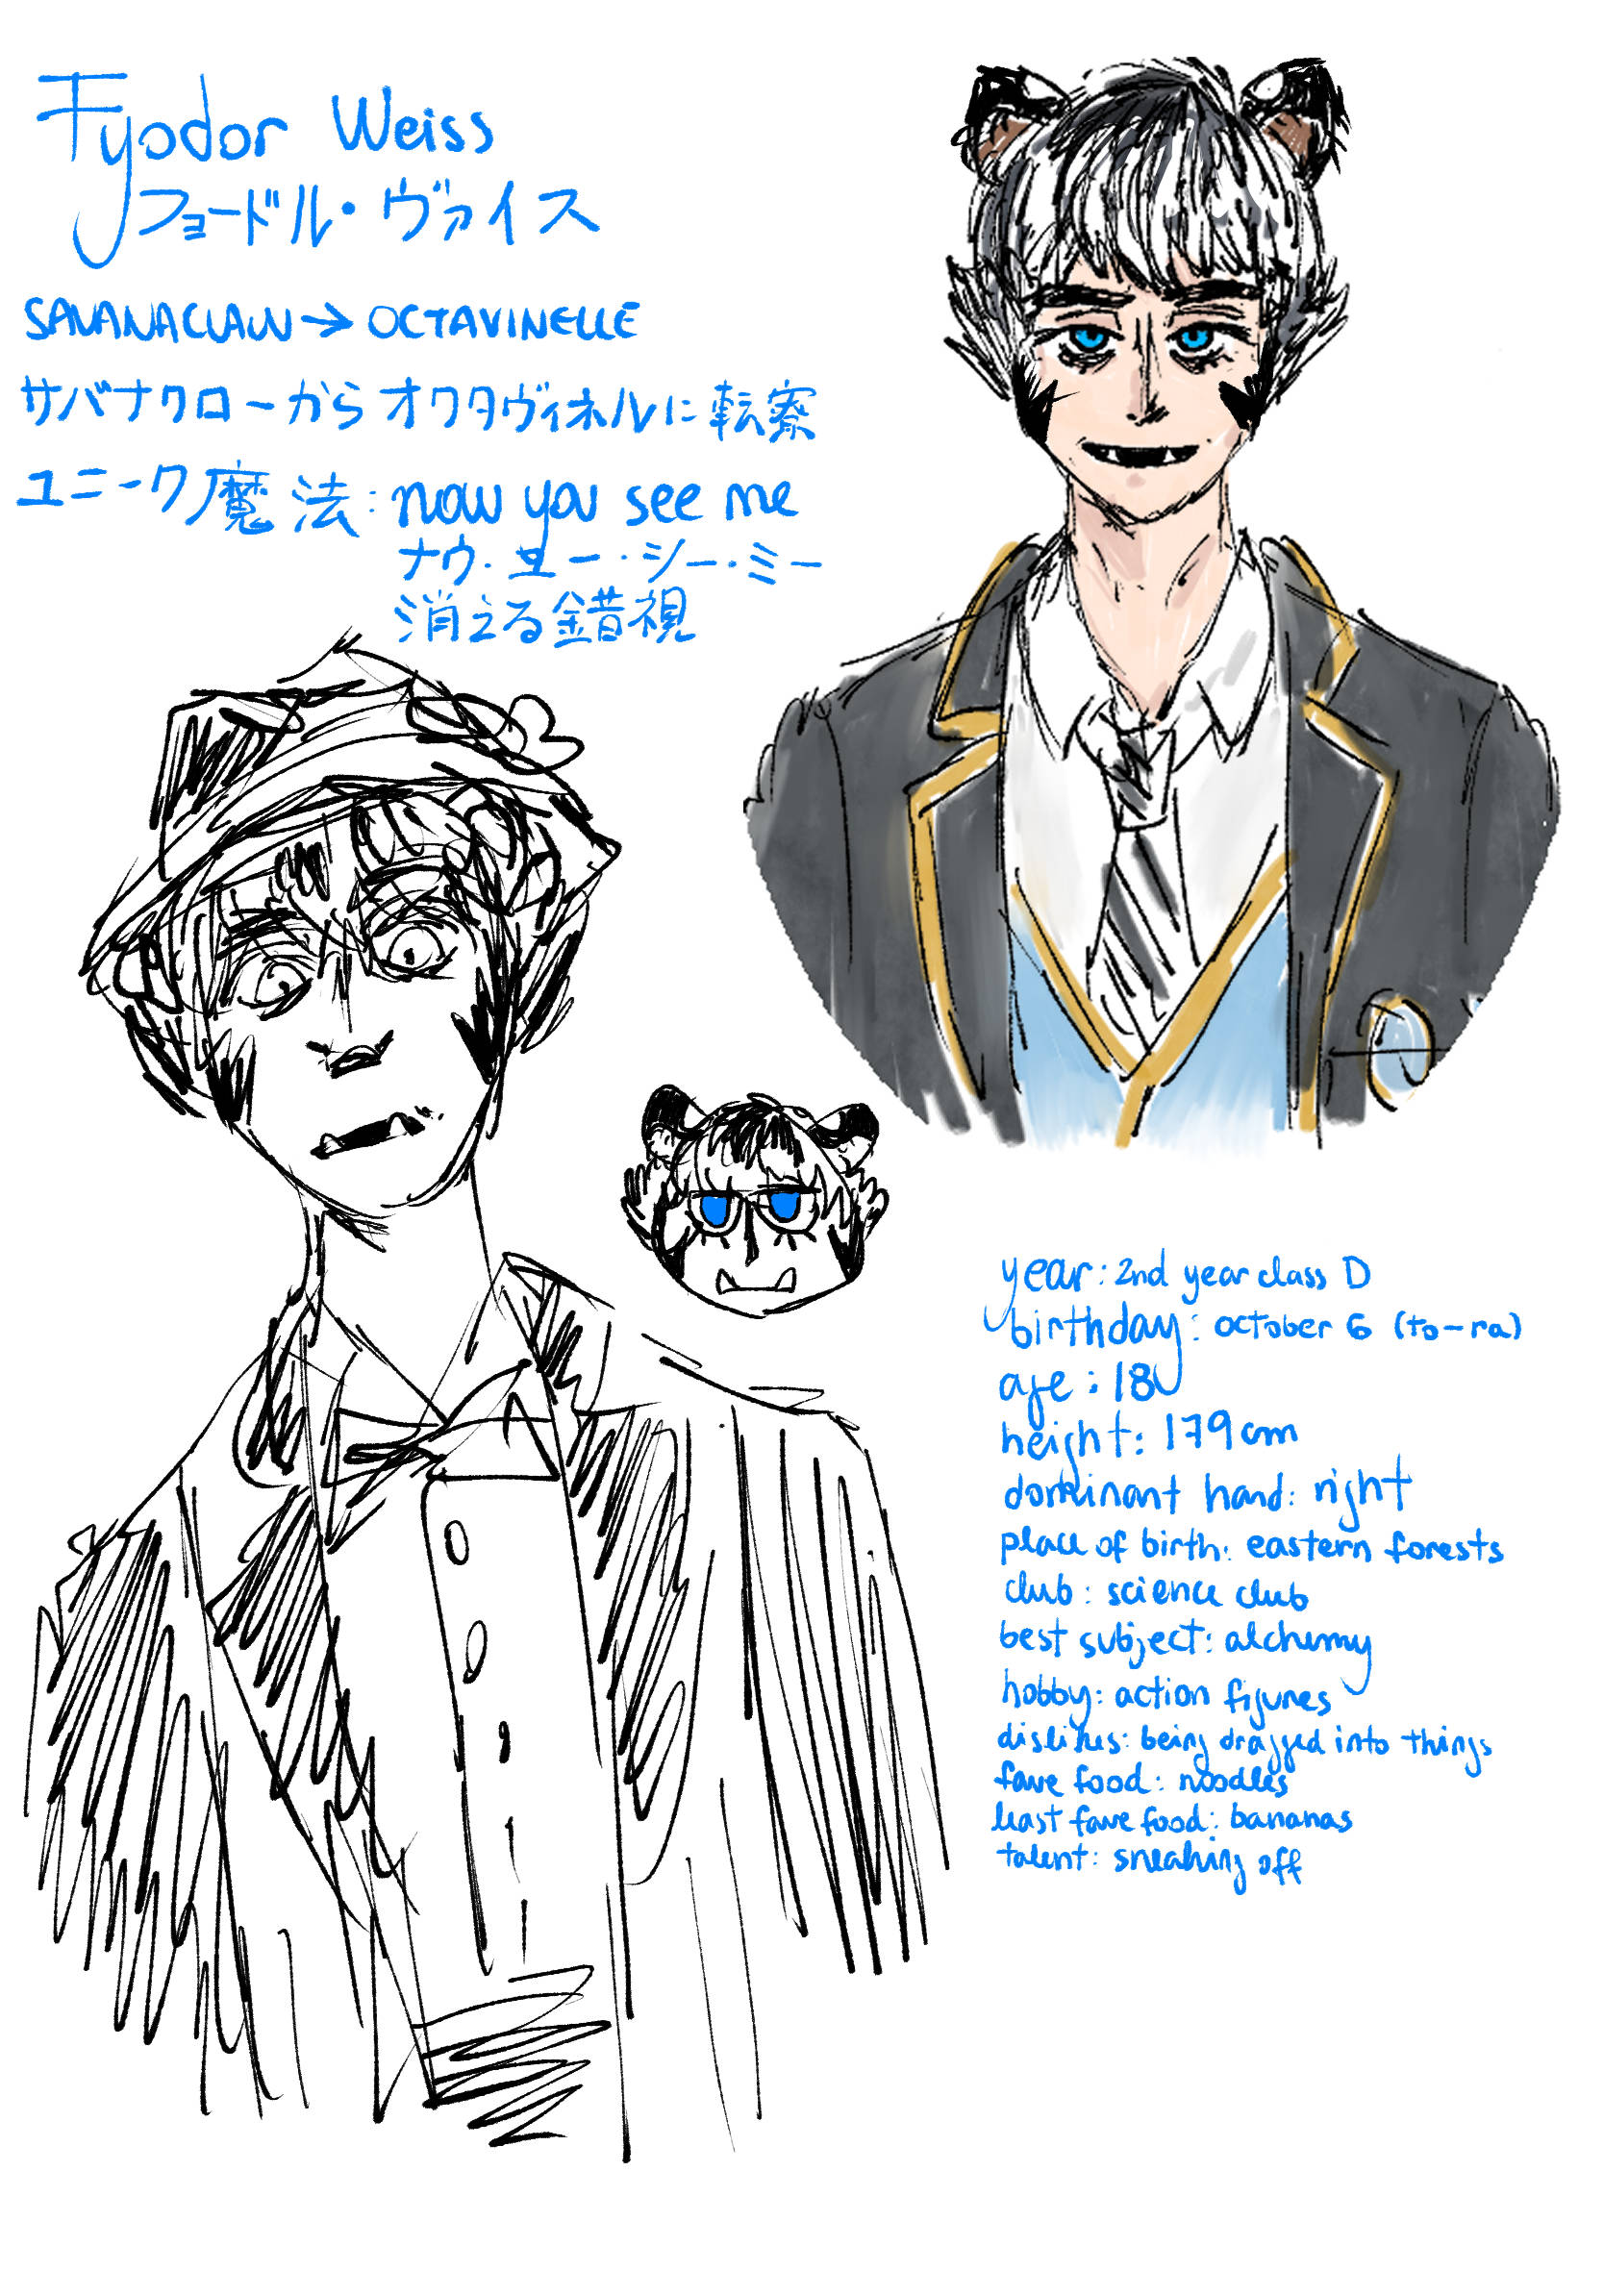 Fyodor Weiss
フョードル・ヴァイス
SAVANACLAW → OCTAVINELLE
サバナクローからオクタヴィネルに転寮
ユニーク魔法: now you see me
ナウ・ユー・シー・ミー
消える錯視
year: 2nd year class D
birthday: october 6 (to-ra)
age: 18
height: 179cm
dominant hand: right
place of birth: eastern forests
club: science club
best subject: alchemy
hobby: action figures
dislikes: being dragged into things
fave food: noodles
least fave food: bananas
talent: sneaking off